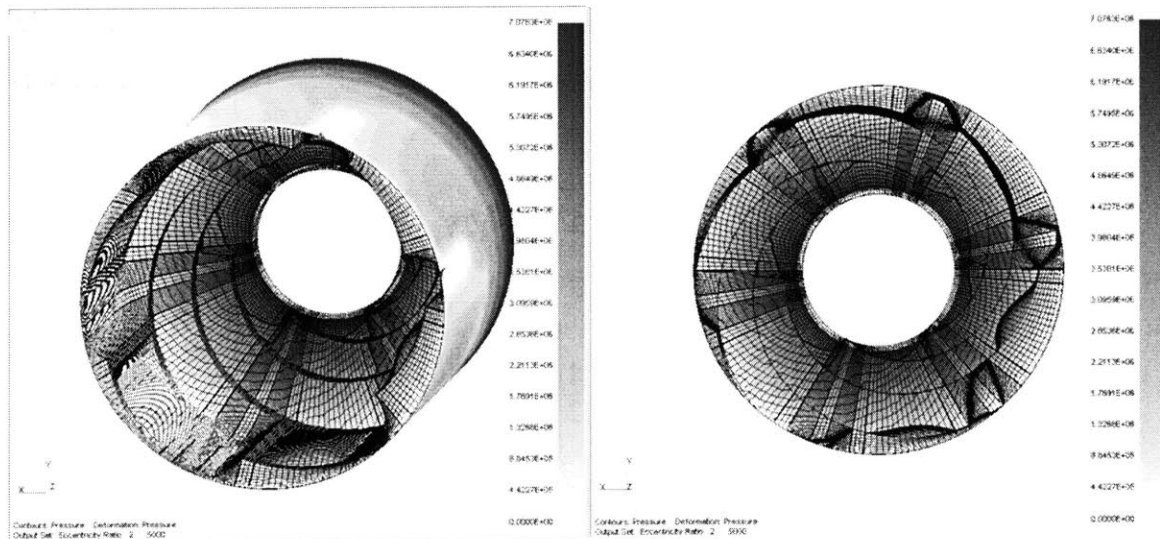 7.0763E+06
6.6340E+06
6.1917E+06
5.7495E+06
5.3072E+06
4.8649E+06
4.4227E+06
3.9804E+06
3.5381E+06
3.0959E+06
2.6536E+06
2.2113E+06
1.7691E+06
1.3268E+06
8.8453E+05
4.4227E+05
0.0000E+00
Y
X Z
Contours: Pressure Deformation: Pressure
Output Set: Eccentricity Ratio 2 5000
7.0763E+06
6.6340E+06
6.1917E+06
5.7495E+06
5.3072E+06
4.8649E+06
4.4227E+06
3.9804E+06
3.5381E+06
3.0959E+06
2.6536E+06
2.2113E+06
1.7691E+06
1.3268E+06
8.8453E+05
4.4227E+05
0.0000E+00
Y
X Z
Contours: Pressure Deformation: Pressure
Output Set: Eccentricity Ratio 2 5000